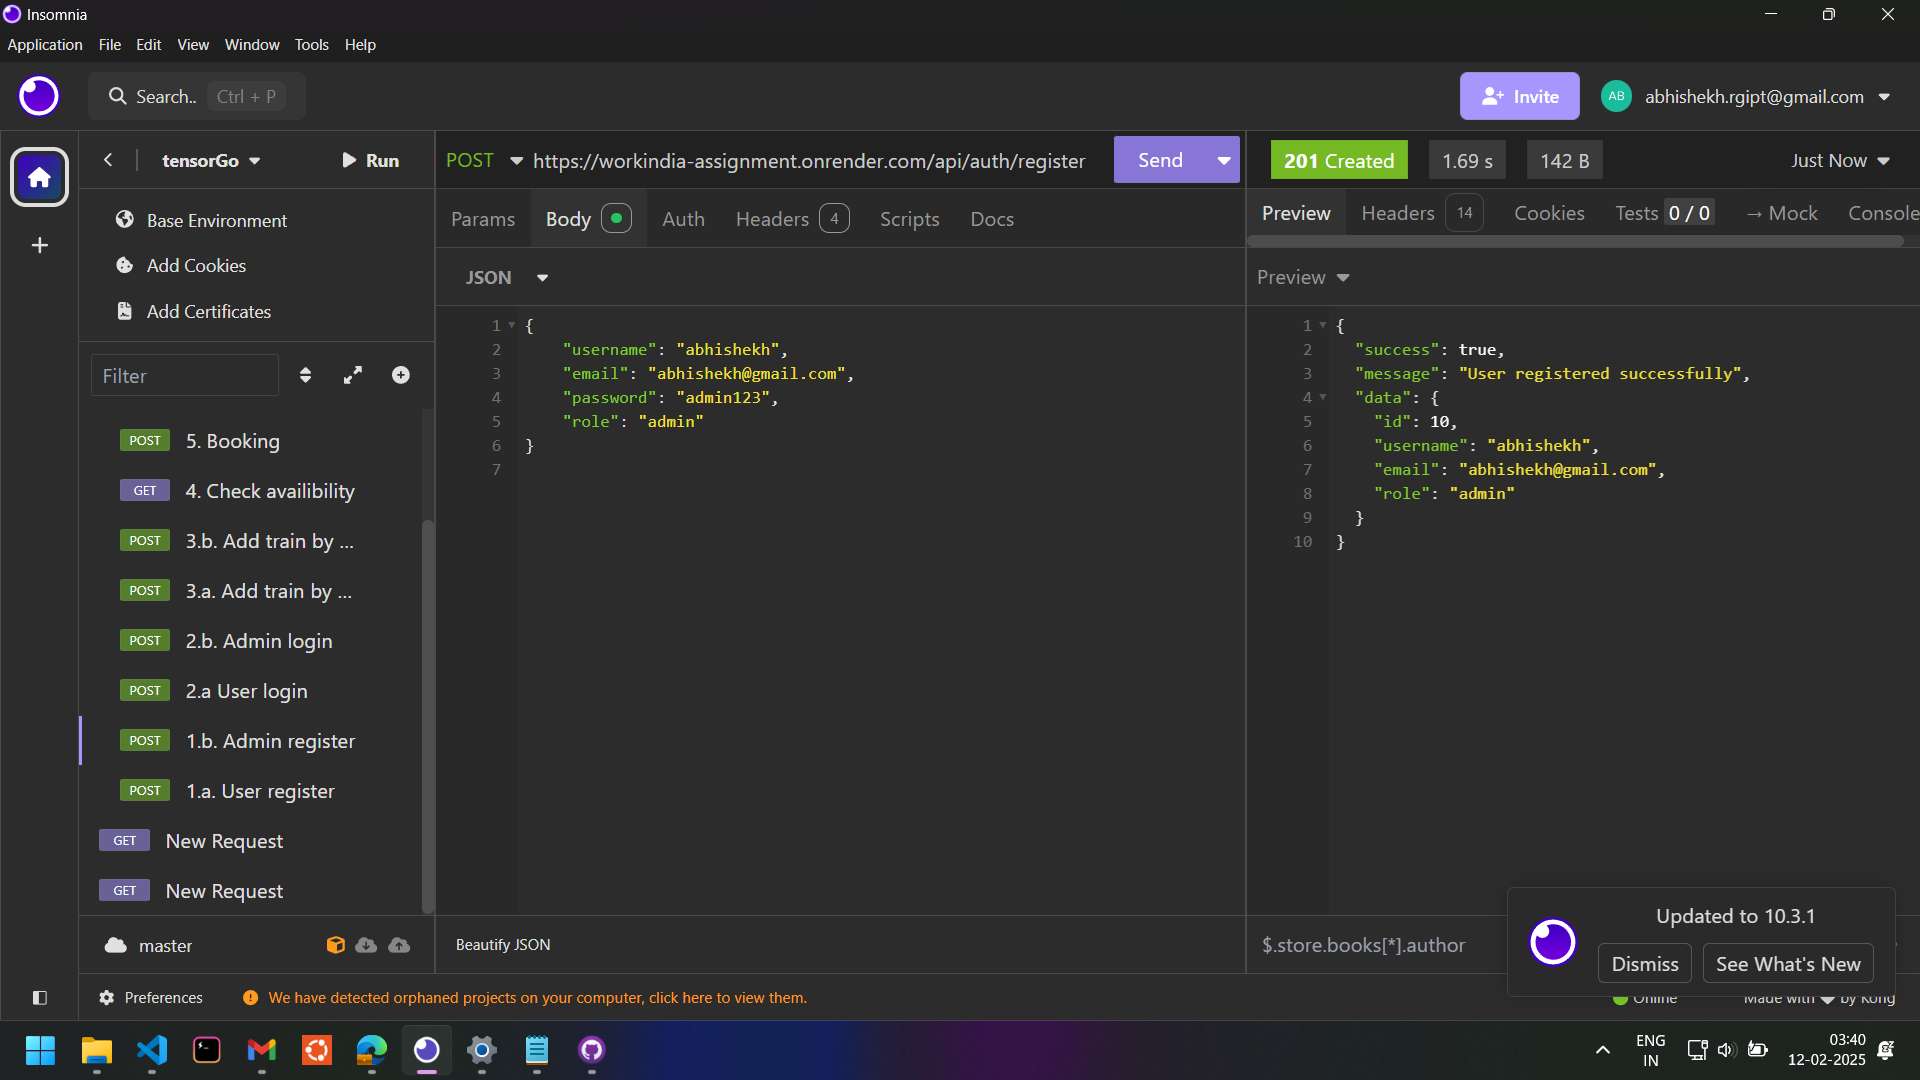 Insomnia
Application File Edit View Window Tools Help
Search.. Ctrl + P
Invite
AB abhishekh.rgipt@gmail.com
tensorGo Run
POST https://workindia-assignment.onrender.com/api/auth/register Send
201 Created 1.69 s 142 B Just Now
Base Environment
Add Cookies
Add Certificates
Filter
POST 5. Booking
GET 4. Check availibility
POST 3.b. Add train by ...
POST 3.a. Add train by ...
POST 2.b. Admin login
POST 2.a User login
POST 1.b. Admin register
POST 1.a. User register
GET New Request
GET New Request
master
Params Body Auth Headers 4 Scripts Docs
JSON
1 {
2 "username": "abhishekh",
3 "email": "abhishekh@gmail.com",
4 "password": "admin123",
5 "role": "admin"
6 }
7
Beautify JSON
Preview Headers 14 Cookies Tests 0 / 0 → Mock Console
Preview
1 {
2 "success": true,
3 "message": "User registered successfully",
4 "data": {
5 "id": 10,
6 "username": "abhishekh",
7 "email": "abhishekh@gmail.com",
8 "role": "admin"
9 }
10 }
$.store.books[*].author
Updated to 10.3.1
Dismiss See What's New
Preferences We have detected orphaned projects on your computer, click here to view them.
Online Made with ❤ by Kong
ENG
IN
03:40
12-02-2025